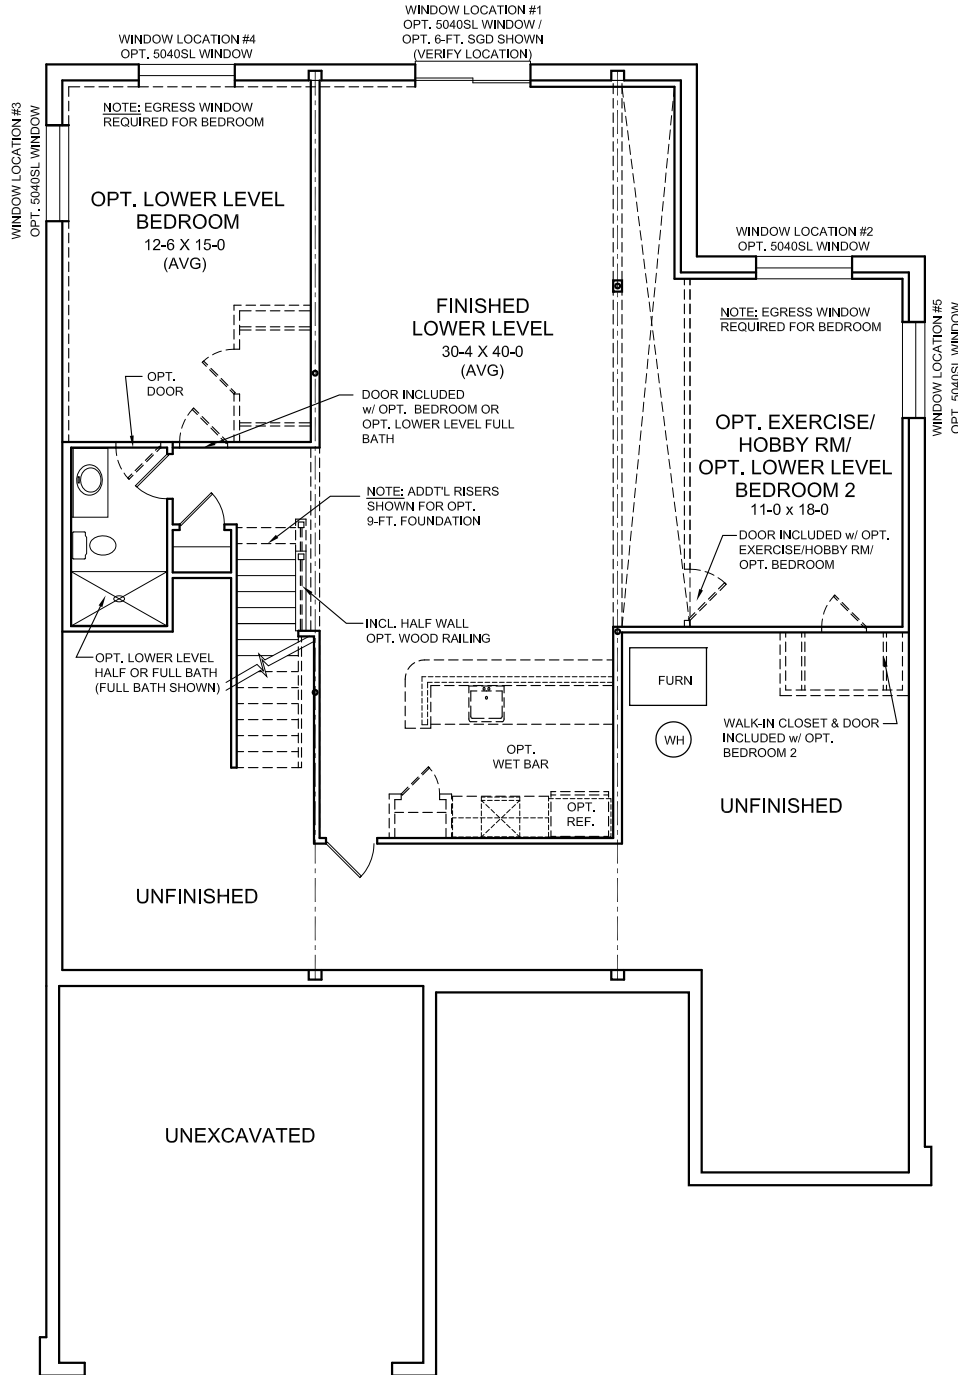 WINDOW LOCATION #1
OPT. 5040SL WINDOW /
OPT. 6-FT. SGD SHOWN
(VERIFY LOCATION)
WINDOW LOCATION #4
OPT. 5040SL WINDOW
WINDOW LOCATION #3
OPT. 5040SL WINDOW
NOTE: EGRESS WINDOW
REQUIRED FOR BEDROOM
OPT. LOWER LEVEL
BEDROOM
12-6 X 15-0
(AVG)
WINDOW LOCATION #2
OPT. 5040SL WINDOW
FINISHED
LOWER LEVEL
30-4 X 40-0
(AVG)
NOTE: EGRESS WINDOW
REQUIRED FOR BEDROOM
WINDOW LOCATION #5
OPT. 5040SL WINDOW
OPT.
DOOR
DOOR INCLUDED
w/ OPT. BEDROOM OR
OPT. LOWER LEVEL FULL
BATH
OPT. EXERCISE/
HOBBY RM/
OPT. LOWER LEVEL
BEDROOM 2
11-0 x 18-0
NOTE: ADDT'L RISERS
SHOWN FOR OPT.
9-FT. FOUNDATION
DOOR INCLUDED w/ OPT.
EXERCISE/HOBBY RM/
OPT. BEDROOM
INCL. HALF WALL
OPT. WOOD RAILING
OPT. LOWER LEVEL
HALF OR FULL BATH
(FULL BATH SHOWN)
FURN
WH
WALK-IN CLOSET & DOOR
INCLUDED w/ OPT.
BEDROOM 2
OPT.
WET BAR
OPT.
REF.
UNFINISHED
UNFINISHED
UNEXCAVATED